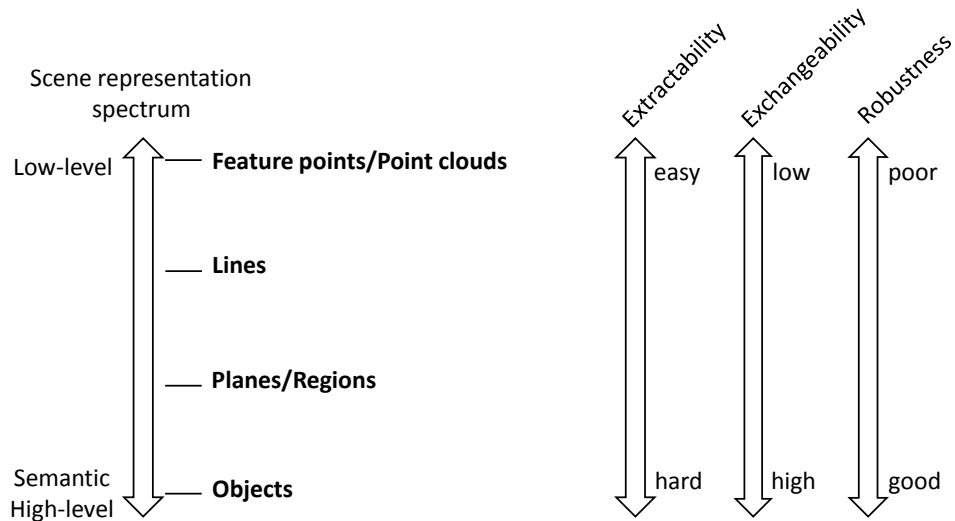 Extractability
Exchangeability
Robustness
Scene representation
spectrum
Low-level
Feature points/Point clouds
easy
low
poor
Lines
Planes/Regions
Semantic
High-level
Objects
hard
high
good